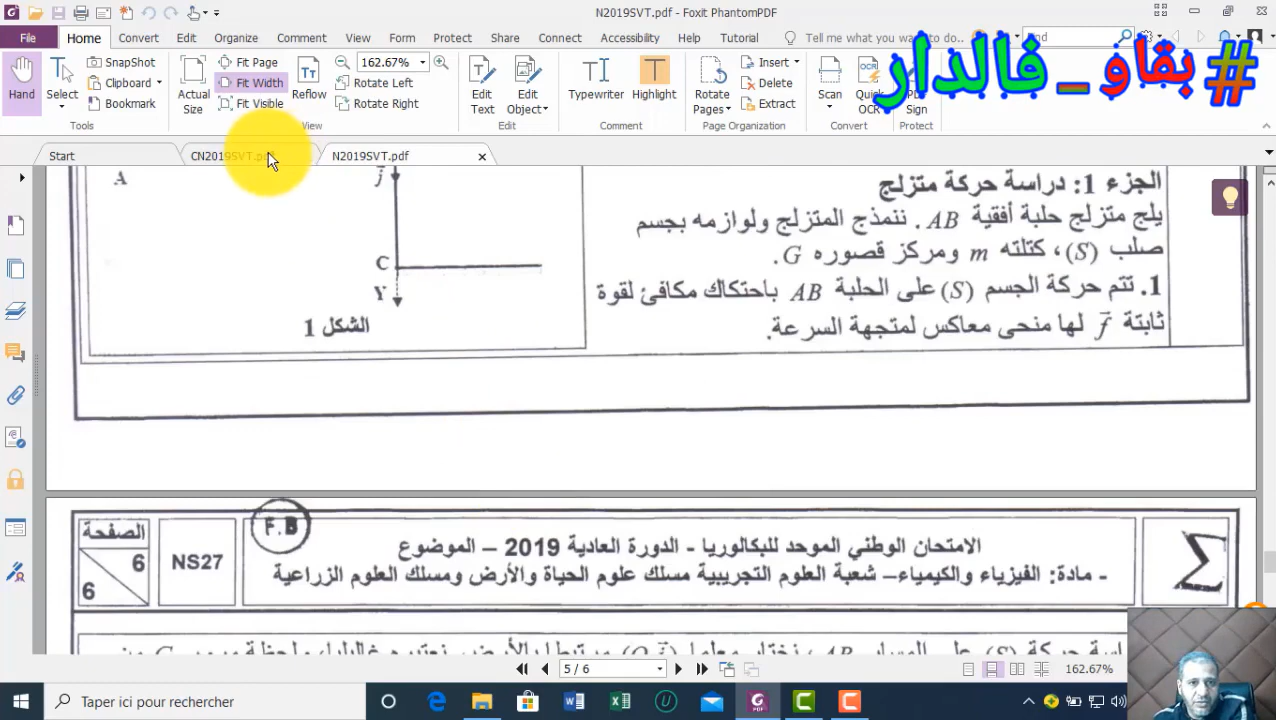 N2019SVT.pdf - Foxit PhantomPDF
File Home Convert Edit Organize Comment View Form Protect Share Connect Accessibility Help Tutorial Tell me what you want to do... Find
#بقاو_فالدار
Hand
Select
SnapShot
Clipboard
Bookmark
Tools
Actual Size
Fit Page
Fit Width
Fit Visible
Reflow
162.67%
Rotate Left
Rotate Right
View
Edit Text
Edit Object
Edit
Typewriter
Highlight
Comment
Rotate Pages
Insert
Delete
Extract
Page Organization
Scan
Quick OCR
Convert
PDF Sign
Protect
Start
CN2019SVT.pdf
N2019SVT.pdf
A
j
C
Y
الشكل 1
الجزء 1: دراسة حركة متزلج
يلج متزلج حلبة أفقية AB . ننمذج المتزلج ولوازمه بجسم
صلب (S)، كتلته m ومركز قصوره G.
1. تتم حركة الجسم (S) على الحلبة AB باحتكاك مكافئ لقوة
ثابتة f لها منحى معاكس لمتجهة السرعة.
الصفحة
6
6
NS27
F.B
الامتحان الوطني الموحد للبكالوريا - الدورة العادية 2019 – الموضوع
- مادة: الفيزياء والكيمياء– شعبة العلوم التجريبية مسلك علوم الحياة والأرض ومسلك العلوم الزراعية
Σ
5 / 6
162.67%
Taper ici pour rechercher